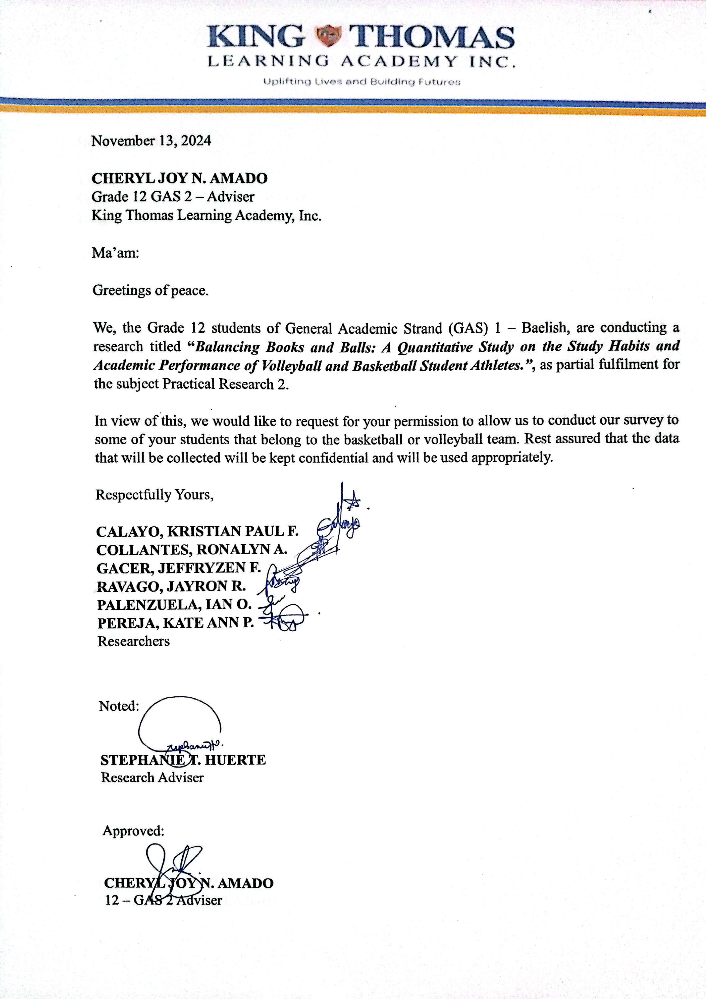 KING THOMAS
LEARNING ACADEMY INC.
Uplifting Lives and Building Futures
November 13, 2024
CHERYL JOY N. AMADO
Grade 12 GAS 2 – Adviser
King Thomas Learning Academy, Inc.
Ma’am:
Greetings of peace.
We, the Grade 12 students of General Academic Strand (GAS) 1 – Baelish, are conducting a
research titled “Balancing Books and Balls: A Quantitative Study on the Study Habits and
Academic Performance of Volleyball and Basketball Student Athletes.”, as partial fulfilment for
the subject Practical Research 2.
In view of this, we would like to request for your permission to allow us to conduct our survey to
some of your students that belong to the basketball or volleyball team. Rest assured that the data
that will be collected will be kept confidential and will be used appropriately.
Respectfully Yours,
CALAYO, KRISTIAN PAUL F.
COLLANTES, RONALYN A.
GACER, JEFFRYZEN F.
RAVAGO, JAYRON R.
PALENZUELA, IAN O.
PEREJA, KATE ANN P.
Researchers
Noted:
STEPHANIE T. HUERTE
Research Adviser
Approved:
CHERYL JOY N. AMADO
12 – GAS 2 Adviser